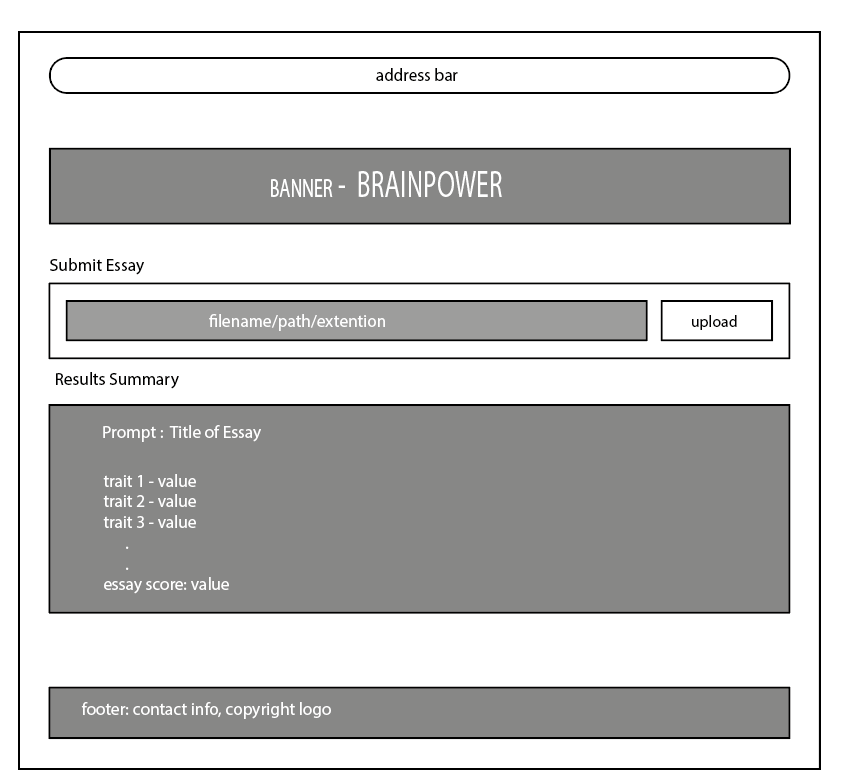 address bar
BANNER - BRAINPOWER
Submit Essay
filename/path/extention
upload
Results Summary
Prompt : Title of Essay
trait 1 - value
trait 2 - value
trait 3 - value
.
.
essay score: value
footer: contact info, copyright logo